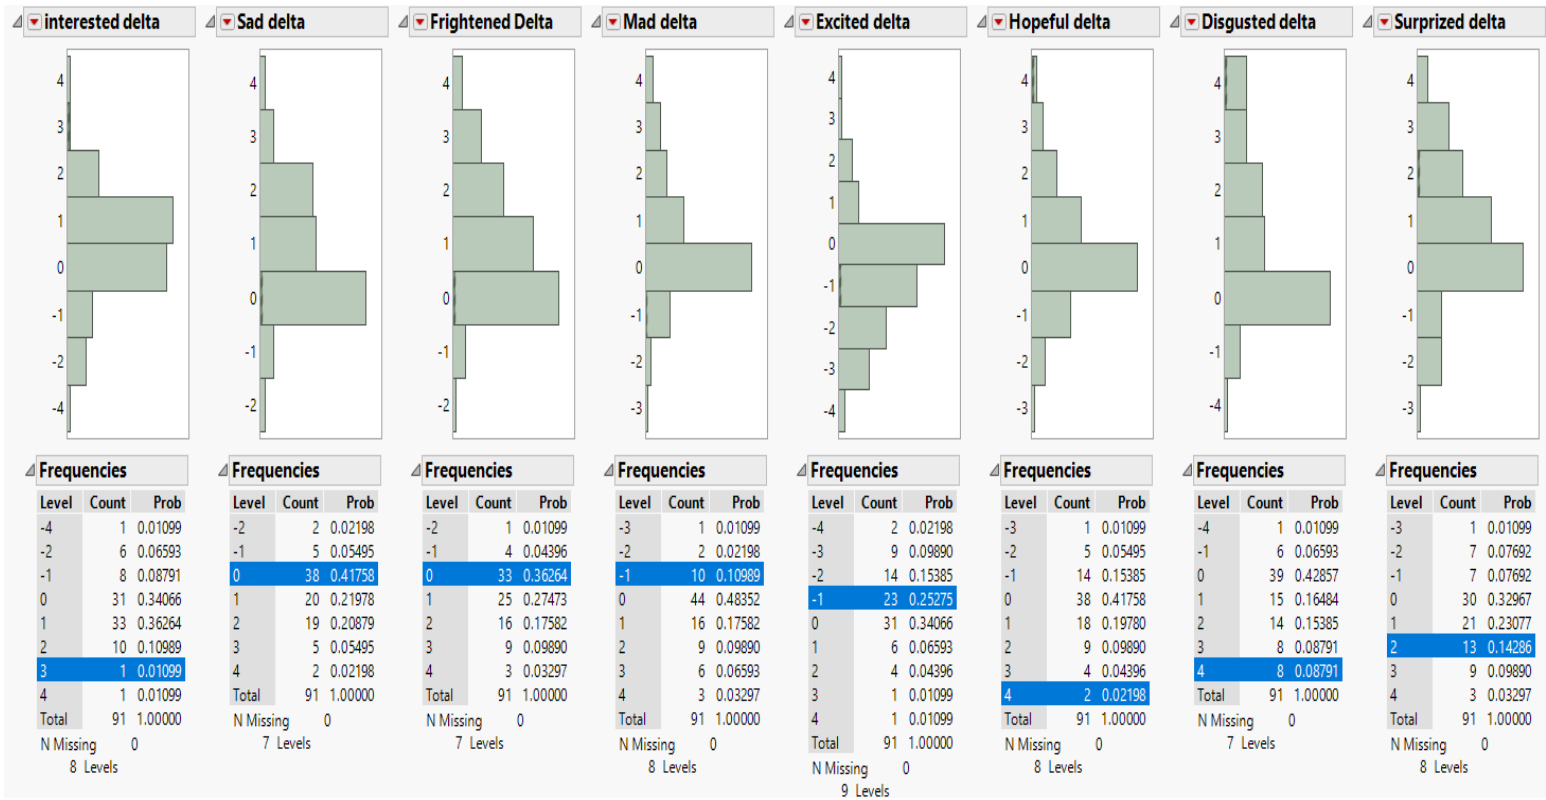 interested delta
4
3
2
1
0
-1
-2
-4
Frequencies
Level Count Prob
-4 1 0.01099
-2 6 0.06593
-1 8 0.08791
0 31 0.34066
1 33 0.36264
2 10 0.10989
3 1 0.01099
4 1 0.01099
Total 91 1.00000
N Missing 0
8 Levels
Sad delta
4
3
2
1
0
-1
-2
Frequencies
Level Count Prob
-2 2 0.02198
-1 5 0.05495
0 38 0.41758
1 20 0.21978
2 19 0.20879
3 5 0.05495
4 2 0.02198
Total 91 1.00000
N Missing 0
7 Levels
Frightened Delta
4
3
2
1
0
-1
-2
Frequencies
Level Count Prob
-2 1 0.01099
-1 4 0.04396
0 33 0.36264
1 25 0.27473
2 16 0.17582
3 9 0.09890
4 3 0.03297
Total 91 1.00000
N Missing 0
7 Levels
Mad delta
4
3
2
1
0
-1
-2
-3
Frequencies
Level Count Prob
-3 1 0.01099
-2 2 0.02198
-1 10 0.10989
0 44 0.48352
1 16 0.17582
2 9 0.09890
3 6 0.06593
4 3 0.03297
Total 91 1.00000
N Missing 0
8 Levels
Excited delta
4
3
2
1
0
-1
-2
-3
-4
Frequencies
Level Count Prob
-4 2 0.02198
-3 9 0.09890
-2 14 0.15385
-1 23 0.25275
0 31 0.34066
1 6 0.06593
2 4 0.04396
3 1 0.01099
4 1 0.01099
Total 91 1.00000
N Missing 0
9 Levels
Hopeful delta
4
3
2
1
0
-1
-2
-3
Frequencies
Level Count Prob
-3 1 0.01099
-2 5 0.05495
-1 14 0.15385
0 38 0.41758
1 18 0.19780
2 9 0.09890
3 4 0.04396
4 2 0.02198
Total 91 1.00000
N Missing 0
8 Levels
Disgusted delta
4
3
2
1
0
-1
-4
Frequencies
Level Count Prob
-4 1 0.01099
-1 6 0.06593
0 39 0.42857
1 15 0.16484
2 14 0.15385
3 8 0.08791
4 8 0.08791
Total 91 1.00000
N Missing 0
7 Levels
Surprized delta
4
3
2
1
0
-1
-2
-3
Frequencies
Level Count Prob
-3 1 0.01099
-2 7 0.07692
-1 7 0.07692
0 30 0.32967
1 21 0.23077
2 13 0.14286
3 9 0.09890
4 3 0.03297
Total 91 1.00000
N Missing 0
8 Levels